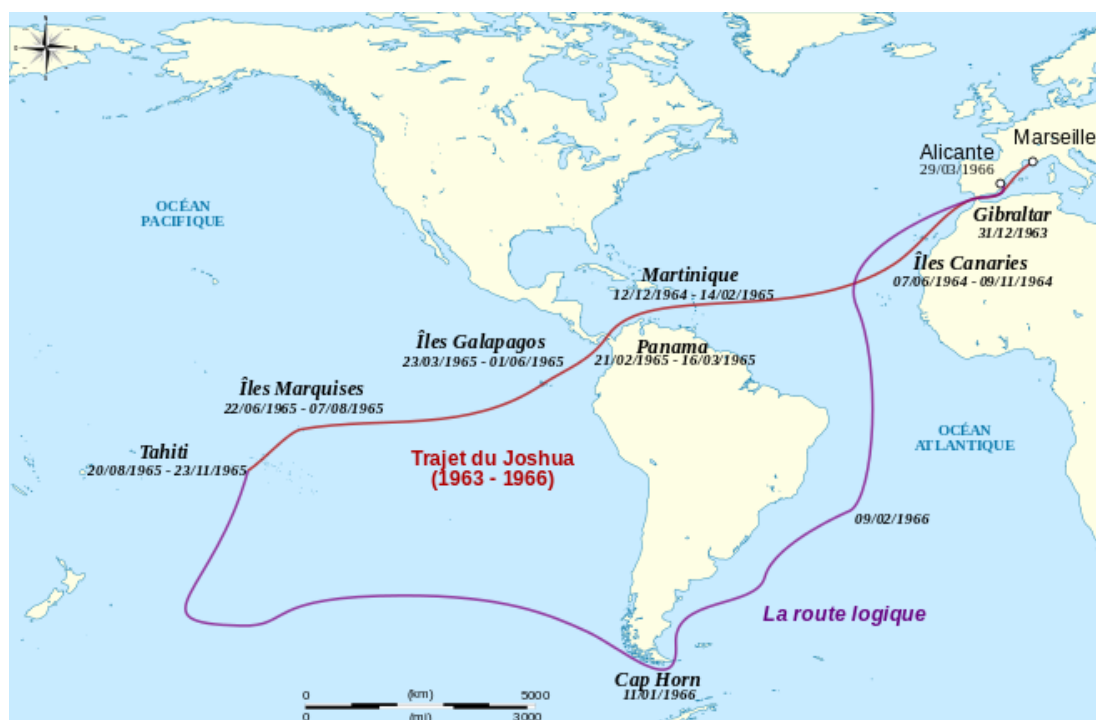 Marseille
Alicante
29/03/1966
OCÉAN
PACIFIQUE
Gibraltar
31/12/1963
Îles Canaries
07/06/1964 - 09/11/1964
Martinique
12/12/1964 - 14/02/1965
Îles Galapagos
23/03/1965 - 01/06/1965
Panama
21/02/1965 - 16/03/1965
Îles Marquises
22/06/1965 - 07/08/1965
OCÉAN
ATLANTIQUE
Tahiti
20/08/1965 - 23/11/1965
Trajet du Joshua
(1963 - 1966)
09/02/1966
La route logique
Cap Horn
11/01/1966
0 (km) 5000
0 (mi) 3000